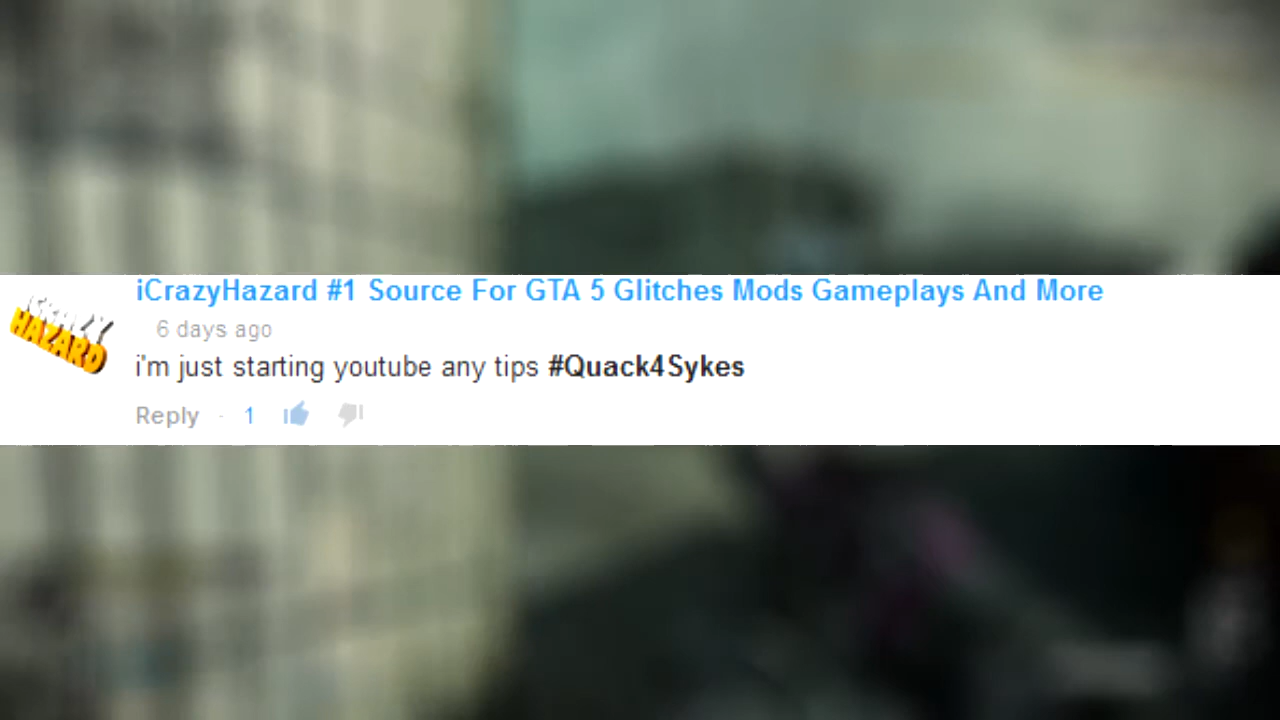 iCrazyHazard #1 Source For GTA 5 Glitches Mods Gameplays And More
6 days ago
iCRAZY
HAZARD
i'm just starting youtube any tips #Quack4Sykes
Reply · 1